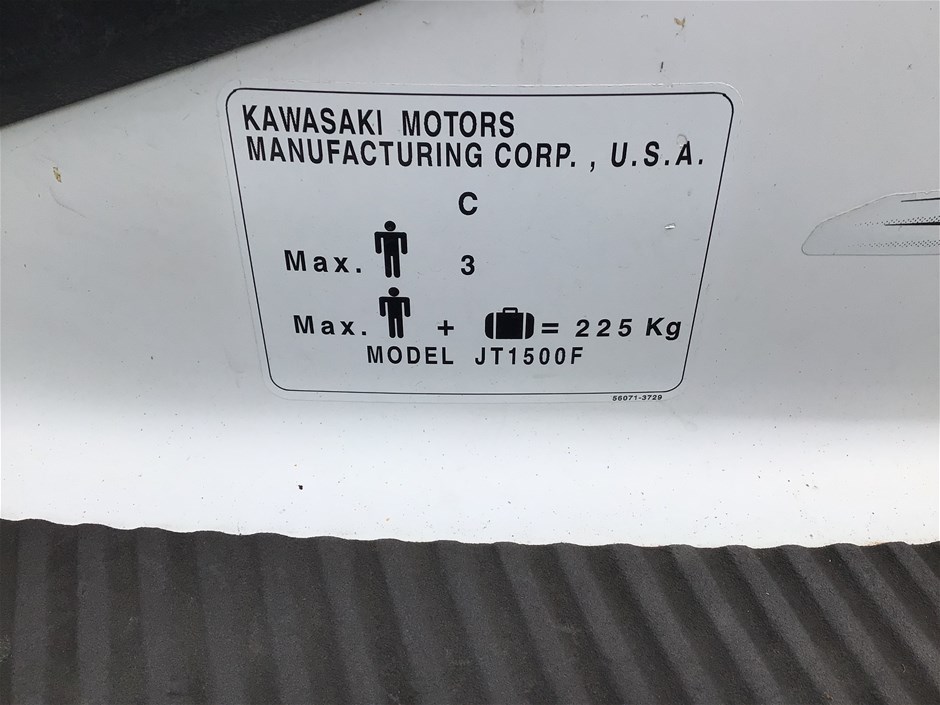 KAWASAKI MOTORS
MANUFACTURING CORP. , U.S.A.
C
Max. 3
Max. + = 225 Kg
MODEL JT1500F
56071-3729